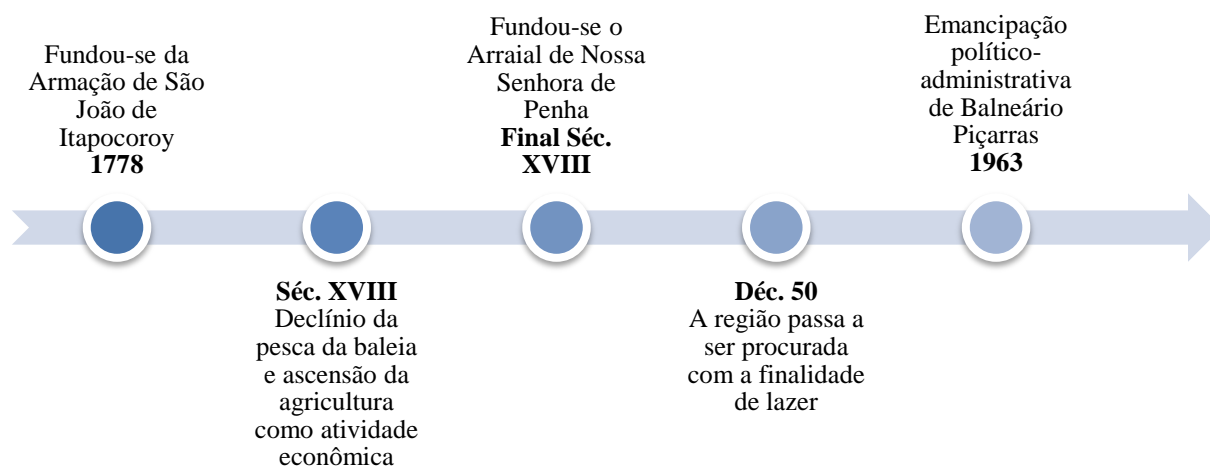 Fundou-se da
Armação de São
João de
Itapocoroy
1778
Séc. XVIII
Declínio da
pesca da baleia
e ascensão da
agricultura
como atividade
econômica
Fundou-se o
Arraial de Nossa
Senhora de
Penha
Final Séc.
XVIII
Déc. 50
A região passa a
ser procurada
com a finalidade
de lazer
Emancipação
político-
administrativa
de Balneário
Piçarras
1963